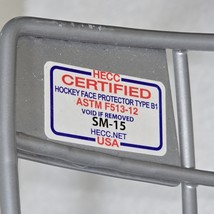 HECC
CERTIFIED
HOCKEY FACE PROTECTOR TYPE B1
ASTM F513-12
VOID IF REMOVED
SM-15
HECC.NET
USA